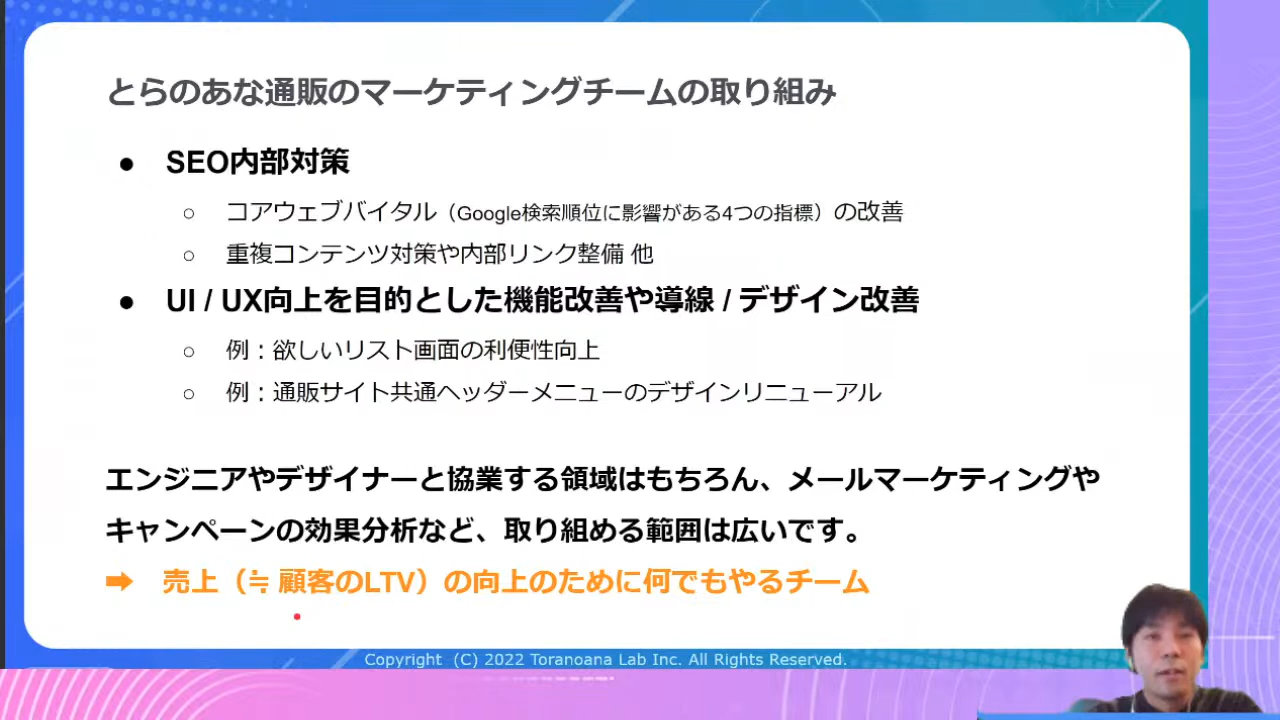 とらのあな通販のマーケティングチームの取り組み
● SEO内部対策
○ コアウェブバイタル（Google検索順位に影響がある4つの指標）の改善
○ 重複コンテンツ対策や内部リンク整備 他
● UI / UX向上を目的とした機能改善や導線 / デザイン改善
○ 例：欲しいリスト画面の利便性向上
○ 例：通販サイト共通ヘッダーメニューのデザインリニューアル
エンジニアやデザイナーと協業する領域はもちろん、メールマーケティングや
キャンペーンの効果分析など、取り組める範囲は広いです。
➡ 売上（≒ 顧客のLTV）の向上のために何でもやるチーム
Copyright (C) 2022 Toranoana Lab Inc. All Rights Reserved.